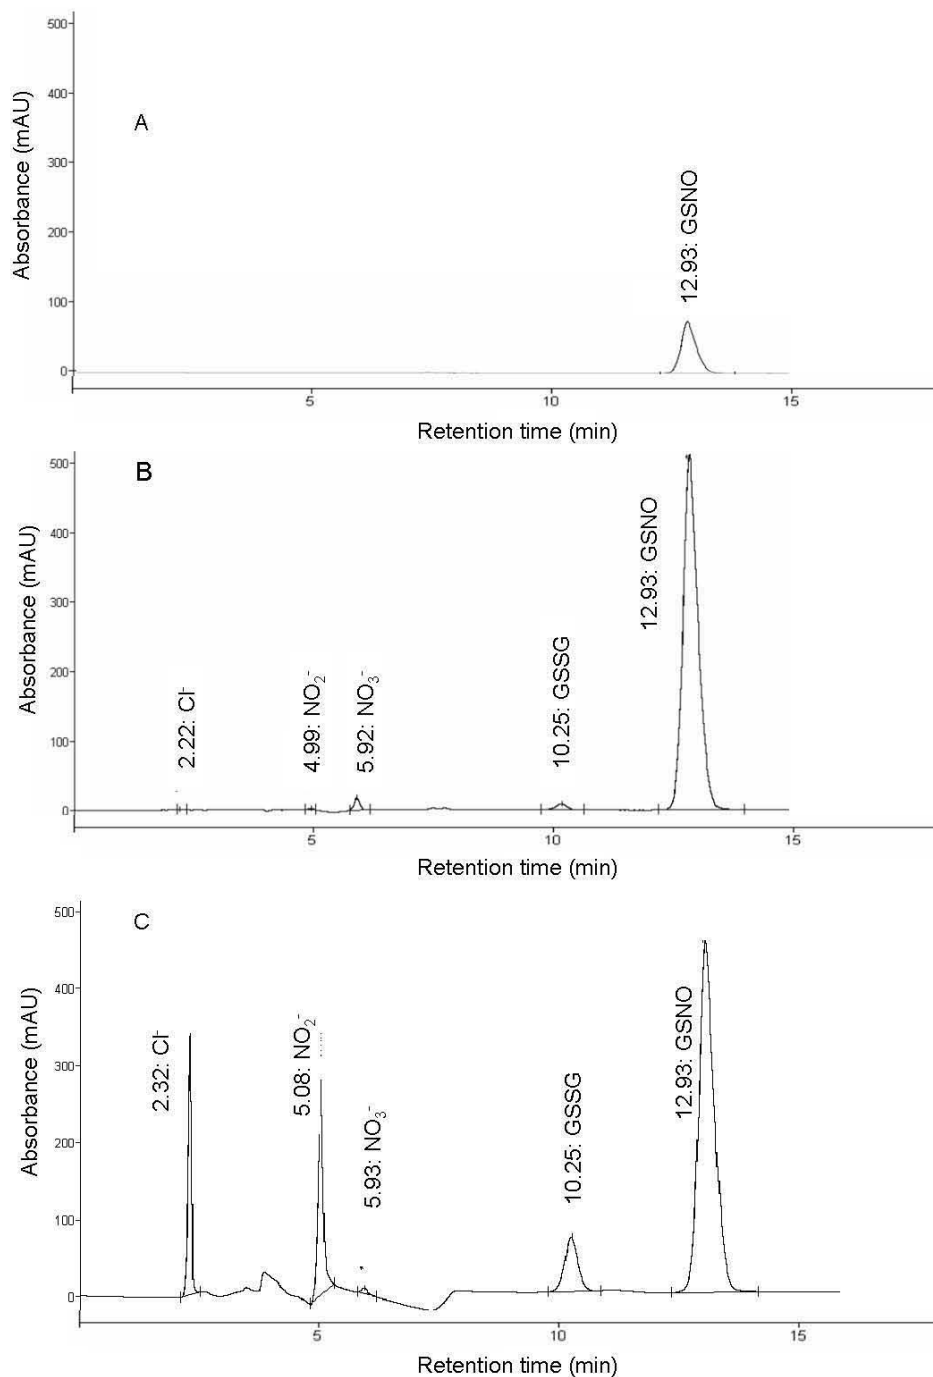 500
400
300
200
100
0
Absorbance (mAU)
A
12.93: GSNO
5
10
15
Retention time (min)
500
400
300
200
100
0
Absorbance (mAU)
B
2.22: Cl⁻
4.99: NO₂⁻
5.92: NO₃⁻
10.25: GSSG
12.93: GSNO
5
10
15
Retention time (min)
500
400
300
200
100
0
Absorbance (mAU)
C
2.32: Cl⁻
5.08: NO₂⁻
5.93: NO₃⁻
10.25: GSSG
12.93: GSNO
5
10
15
Retention time (min)